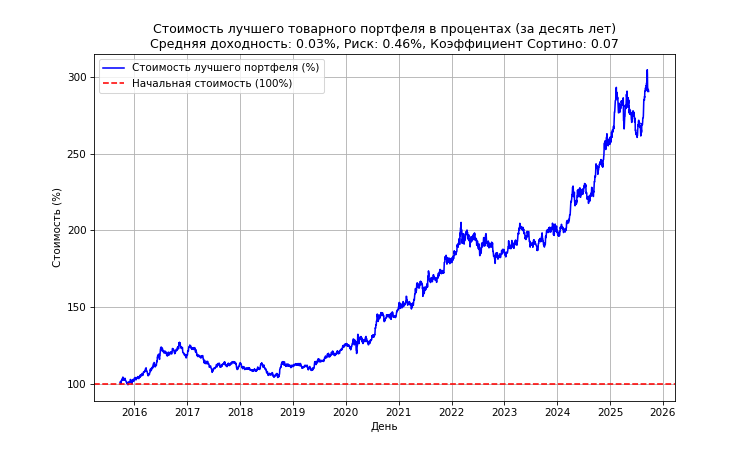 Стоимость лучшего товарного портфеля в процентах (за десять лет)
Средняя доходность: 0.03%, Риск: 0.46%, Коэффициент Сортино: 0.07
Стоимость лучшего портфеля (%)
Начальная стоимость (100%)
Стоимость (%)
300
250
200
150
100
2016 2017 2018 2019 2020 2021 2022 2023 2024 2025 2026
День